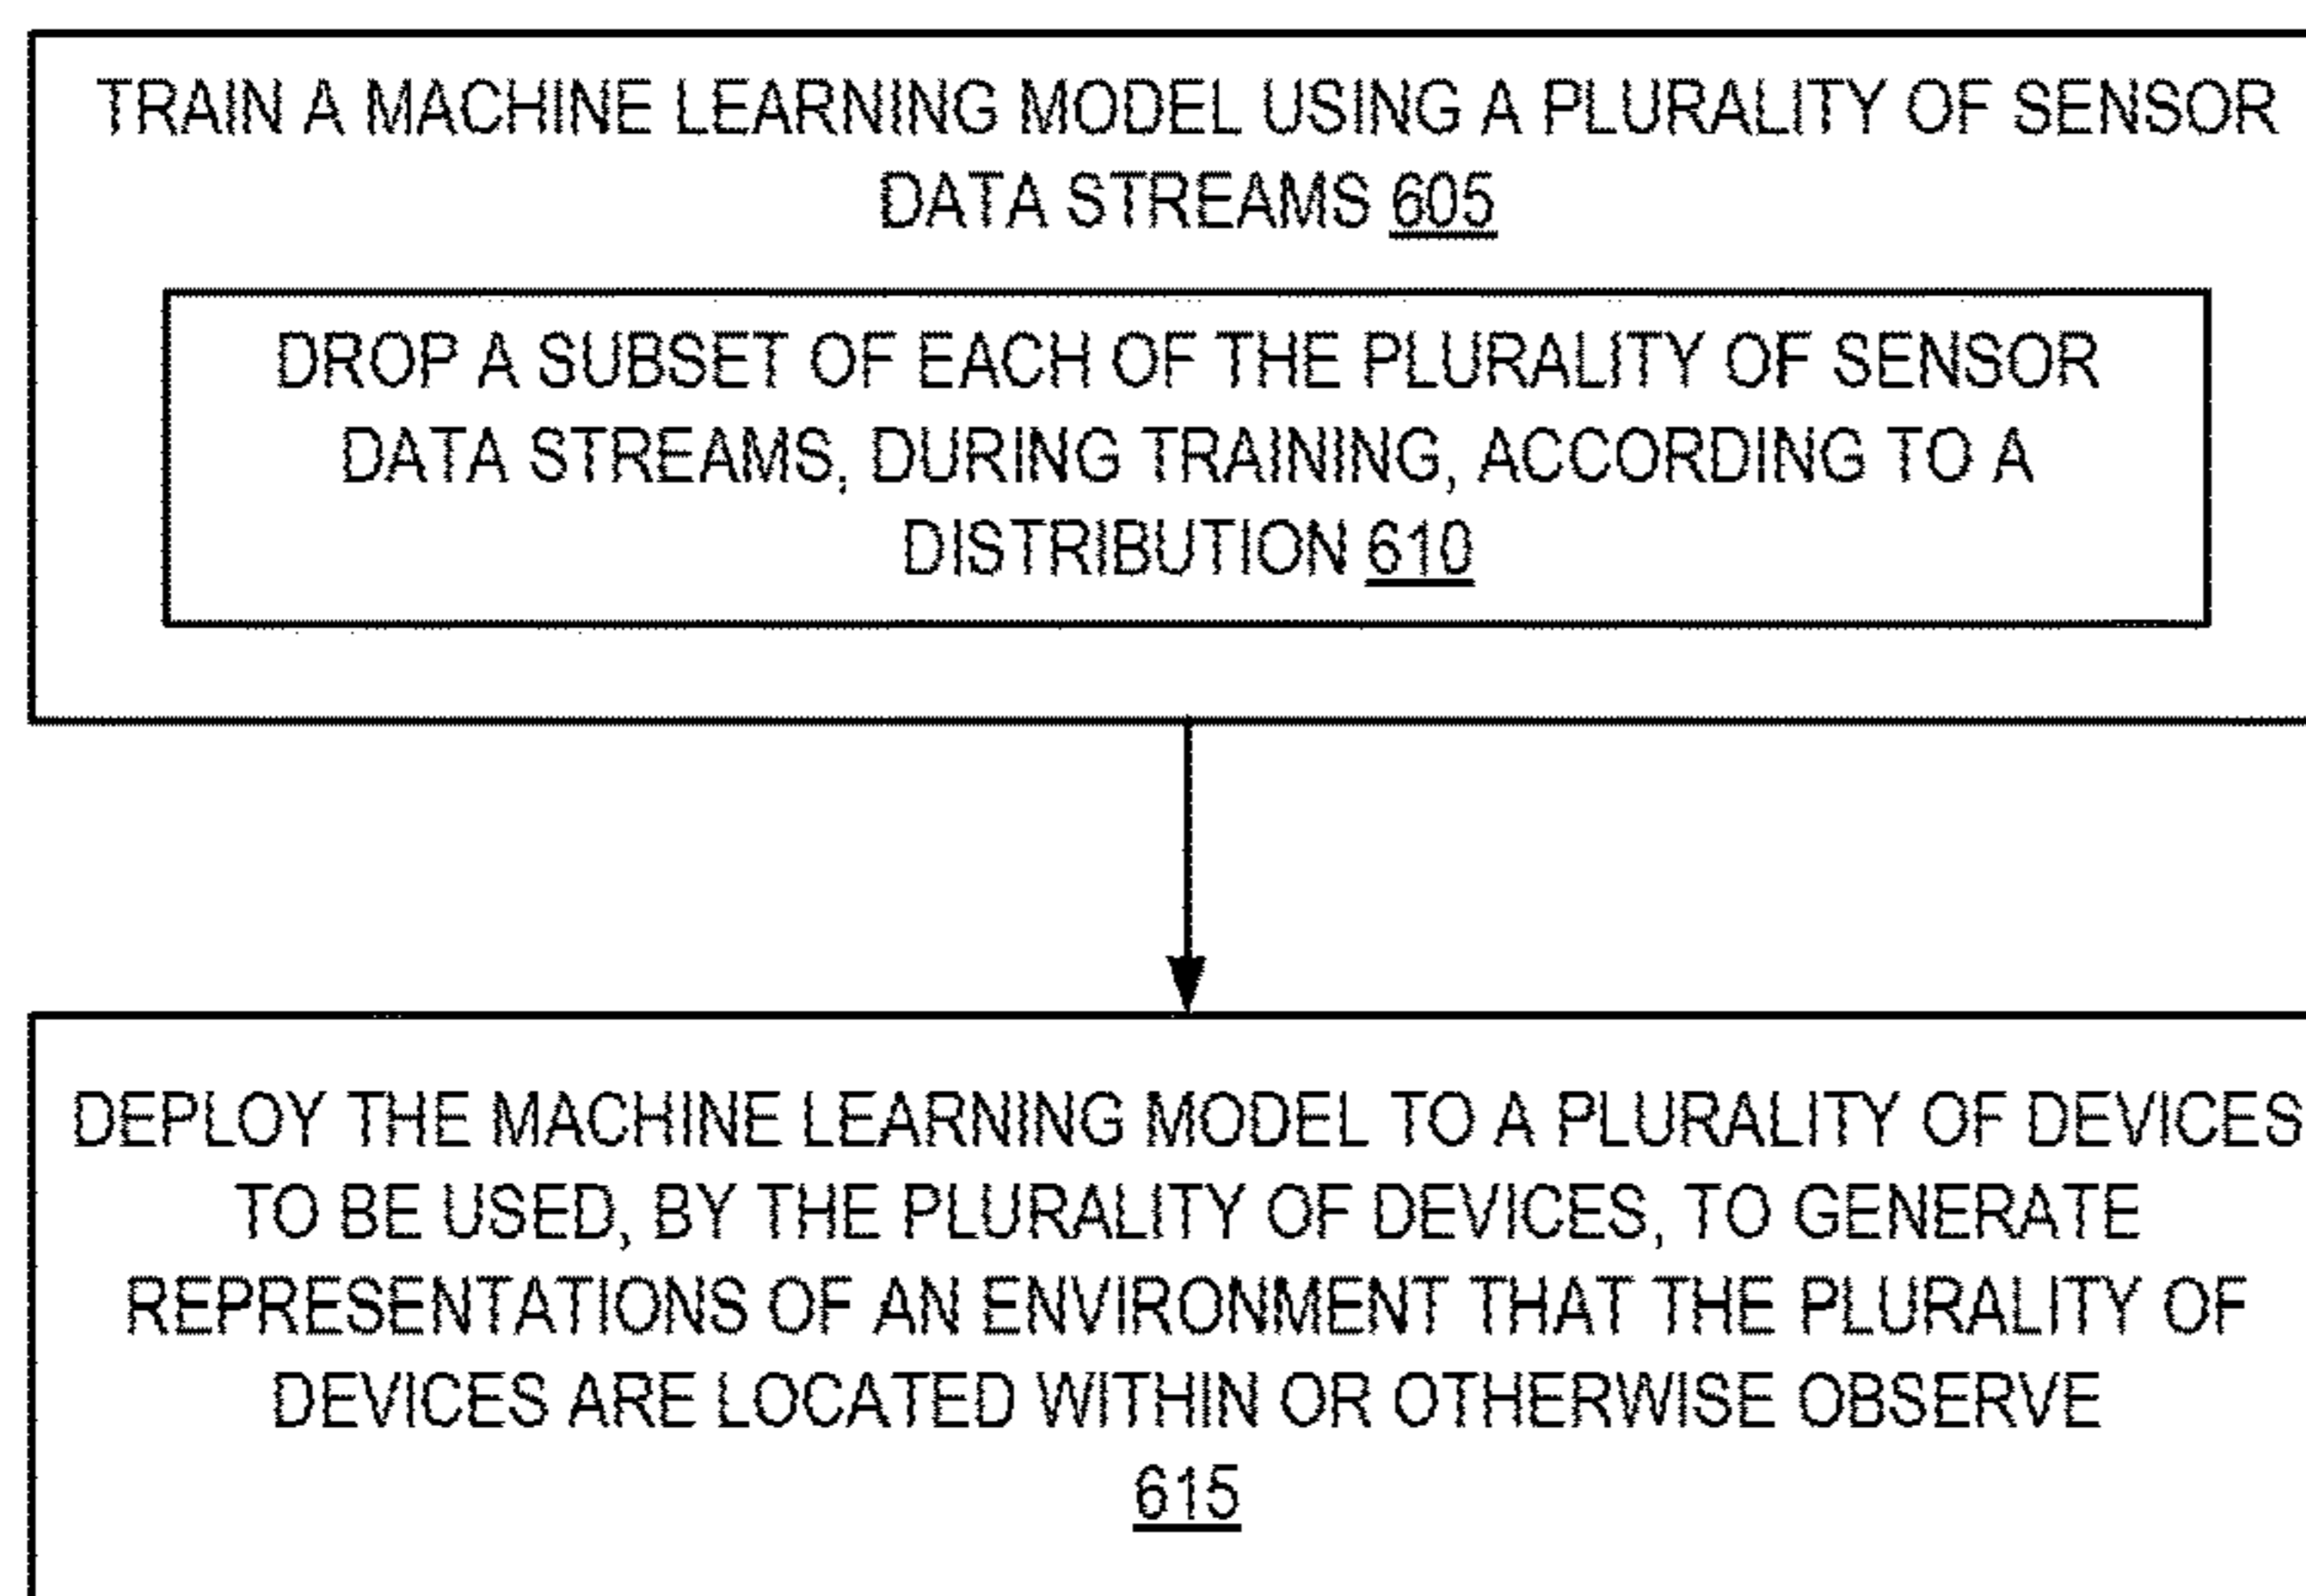 TRAIN A MACHINE LEARNING MODEL USING A PLURALITY OF SENSOR
DATA STREAMS 605
DROP A SUBSET OF EACH OF THE PLURALITY OF SENSOR
DATA STREAMS, DURING TRAINING, ACCORDING TO A
DISTRIBUTION 610
DEPLOY THE MACHINE LEARNING MODEL TO A PLURALITY OF DEVICES
TO BE USED, BY THE PLURALITY OF DEVICES, TO GENERATE
REPRESENTATIONS OF AN ENVIRONMENT THAT THE PLURALITY OF
DEVICES ARE LOCATED WITHIN OR OTHERWISE OBSERVE
615